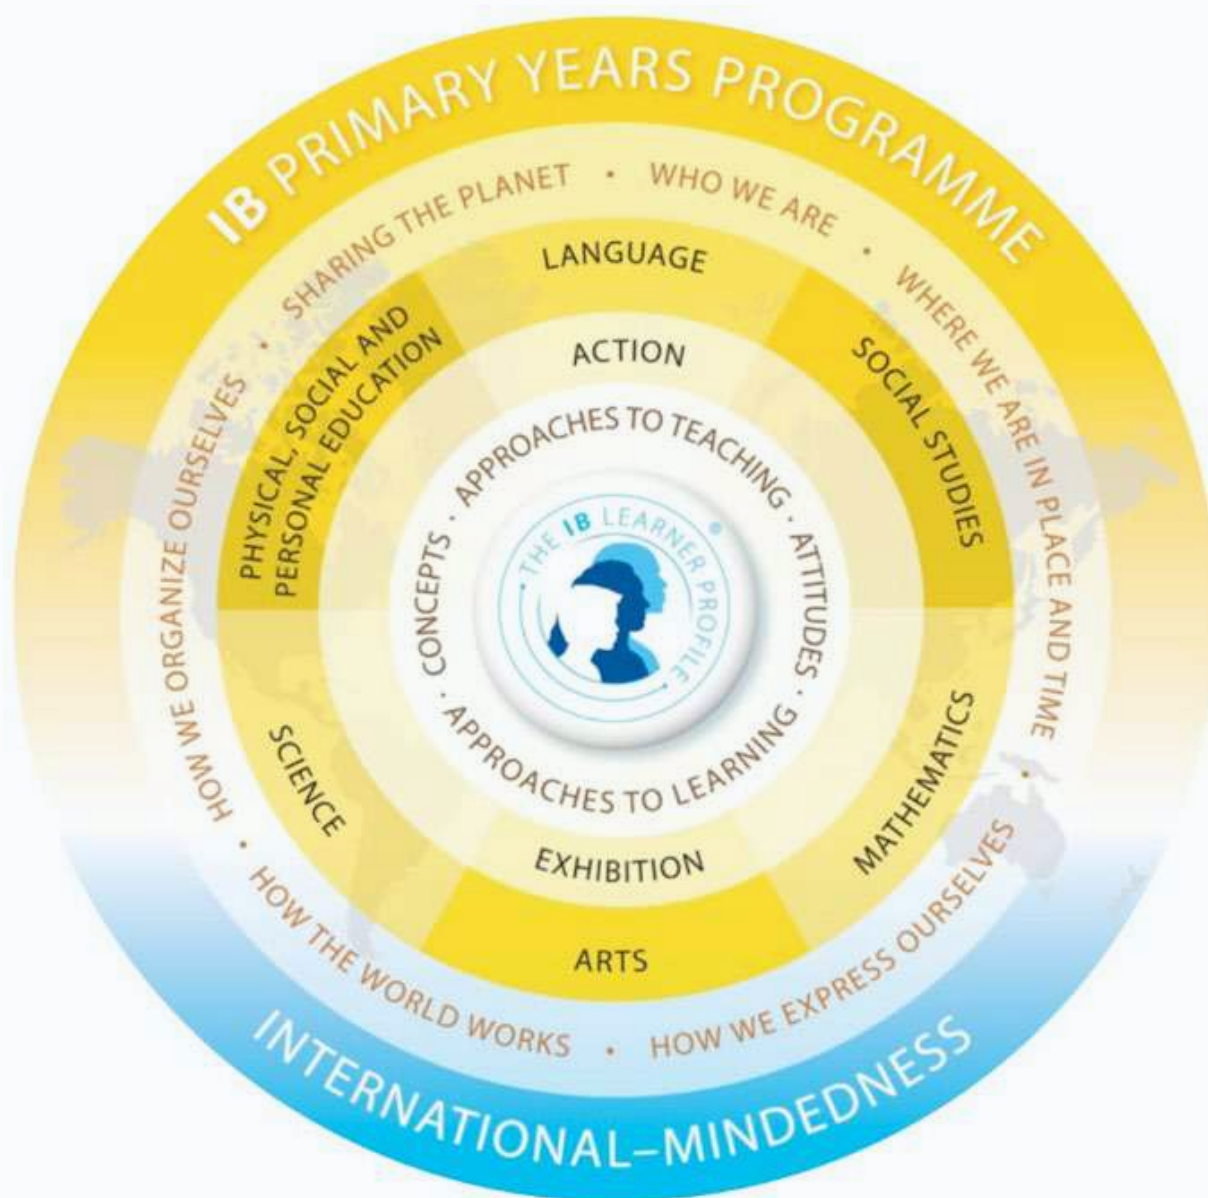 IB PRIMARY YEARS PROGRAMME
SHARING THE PLANET • WHO WE ARE • WHERE WE ARE IN PLACE AND TIME • HOW WE EXPRESS OURSELVES • HOW THE WORLD WORKS • HOW WE ORGANIZE OURSELVES •
LANGUAGE
SOCIAL STUDIES
MATHEMATICS
ARTS
SCIENCE
PHYSICAL, SOCIAL AND
PERSONAL EDUCATION
ACTION
EXHIBITION
APPROACHES TO TEACHING · ATTITUDES · APPROACHES TO LEARNING · CONCEPTS ·
• THE IB LEARNER PROFILE •
®
INTERNATIONAL–MINDEDNESS